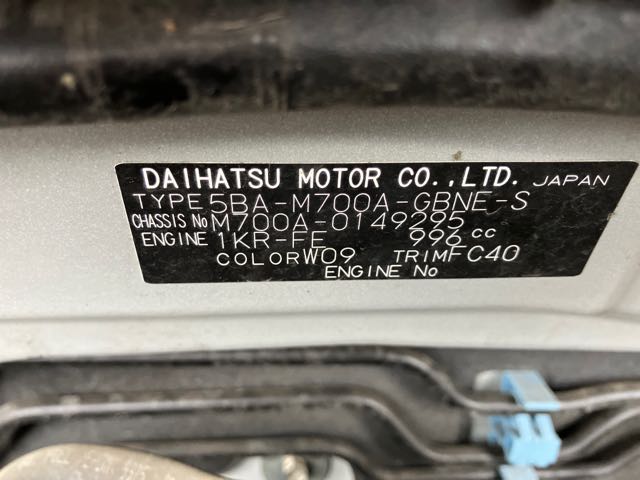 DAIHATSU MOTOR CO.,LTD. JAPAN
TYPE 5BA-M700A-GBNE-S
CHASSIS No M700A-0149295
ENGINE 1KR-FE 996 cc
COLOR W09 TRIM FC40
ENGINE No